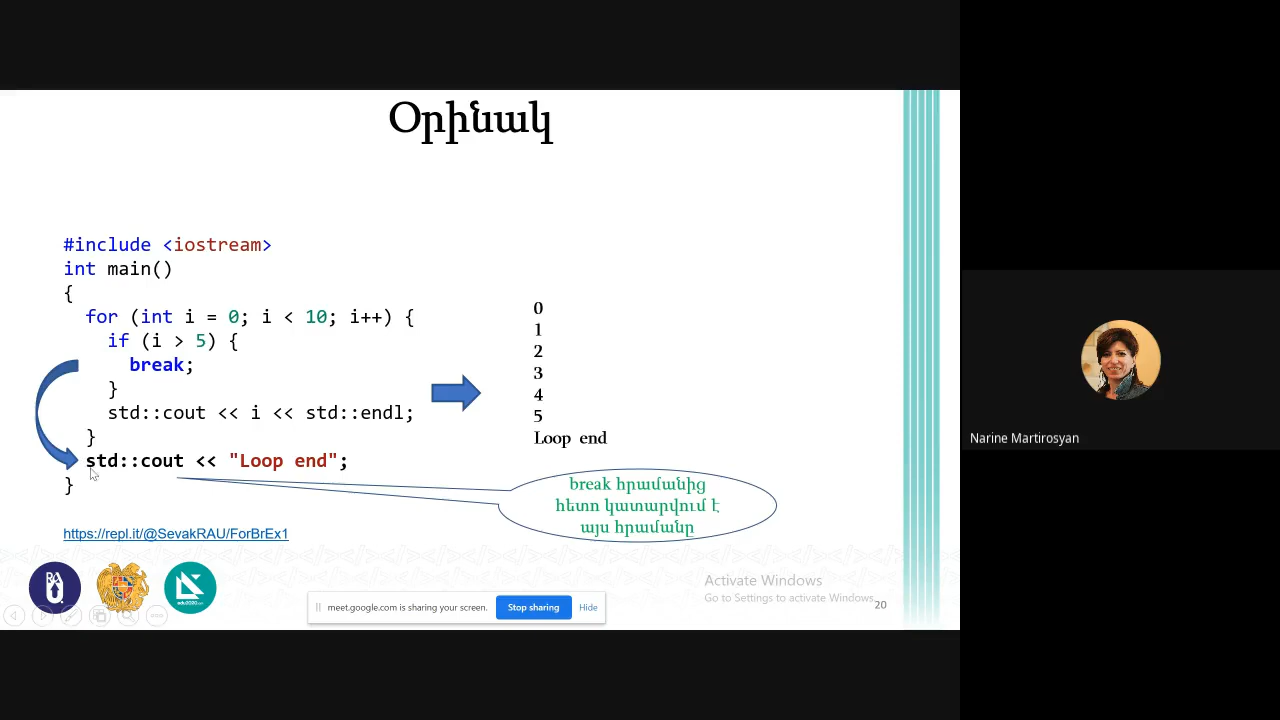 Օրինակ
#include <iostream>
int main()
{
for (int i = 0; i < 10; i++) {
if (i > 5) {
break;
}
std::cout << i << std::endl;
}
std::cout << "Loop end";
}
0
1
2
3
4
5
Loop end
break հրամանից
հետո կատարվում է
այս հրամանը
https://repl.it/@SevakRAU/ForBrEx1
Activate Windows
Go to Settings to activate Windows.
20
meet.google.com is sharing your screen.
Stop sharing
Hide
Narine Martirosyan